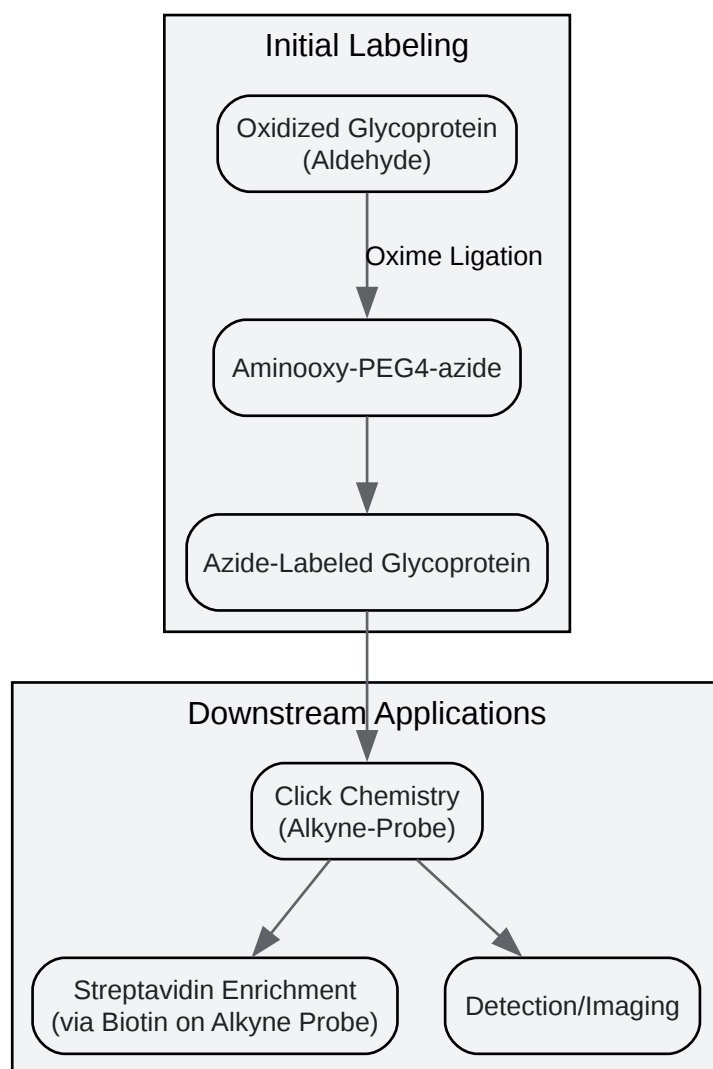 Initial Labeling
Oxidized Glycoprotein
(Aldehyde)
Oxime Ligation
Aminooxy-PEG4-azide
Azide-Labeled Glycoprotein
Downstream Applications
Click Chemistry
(Alkyne-Probe)
Streptavidin Enrichment
(via Biotin on Alkyne Probe)
Detection/Imaging